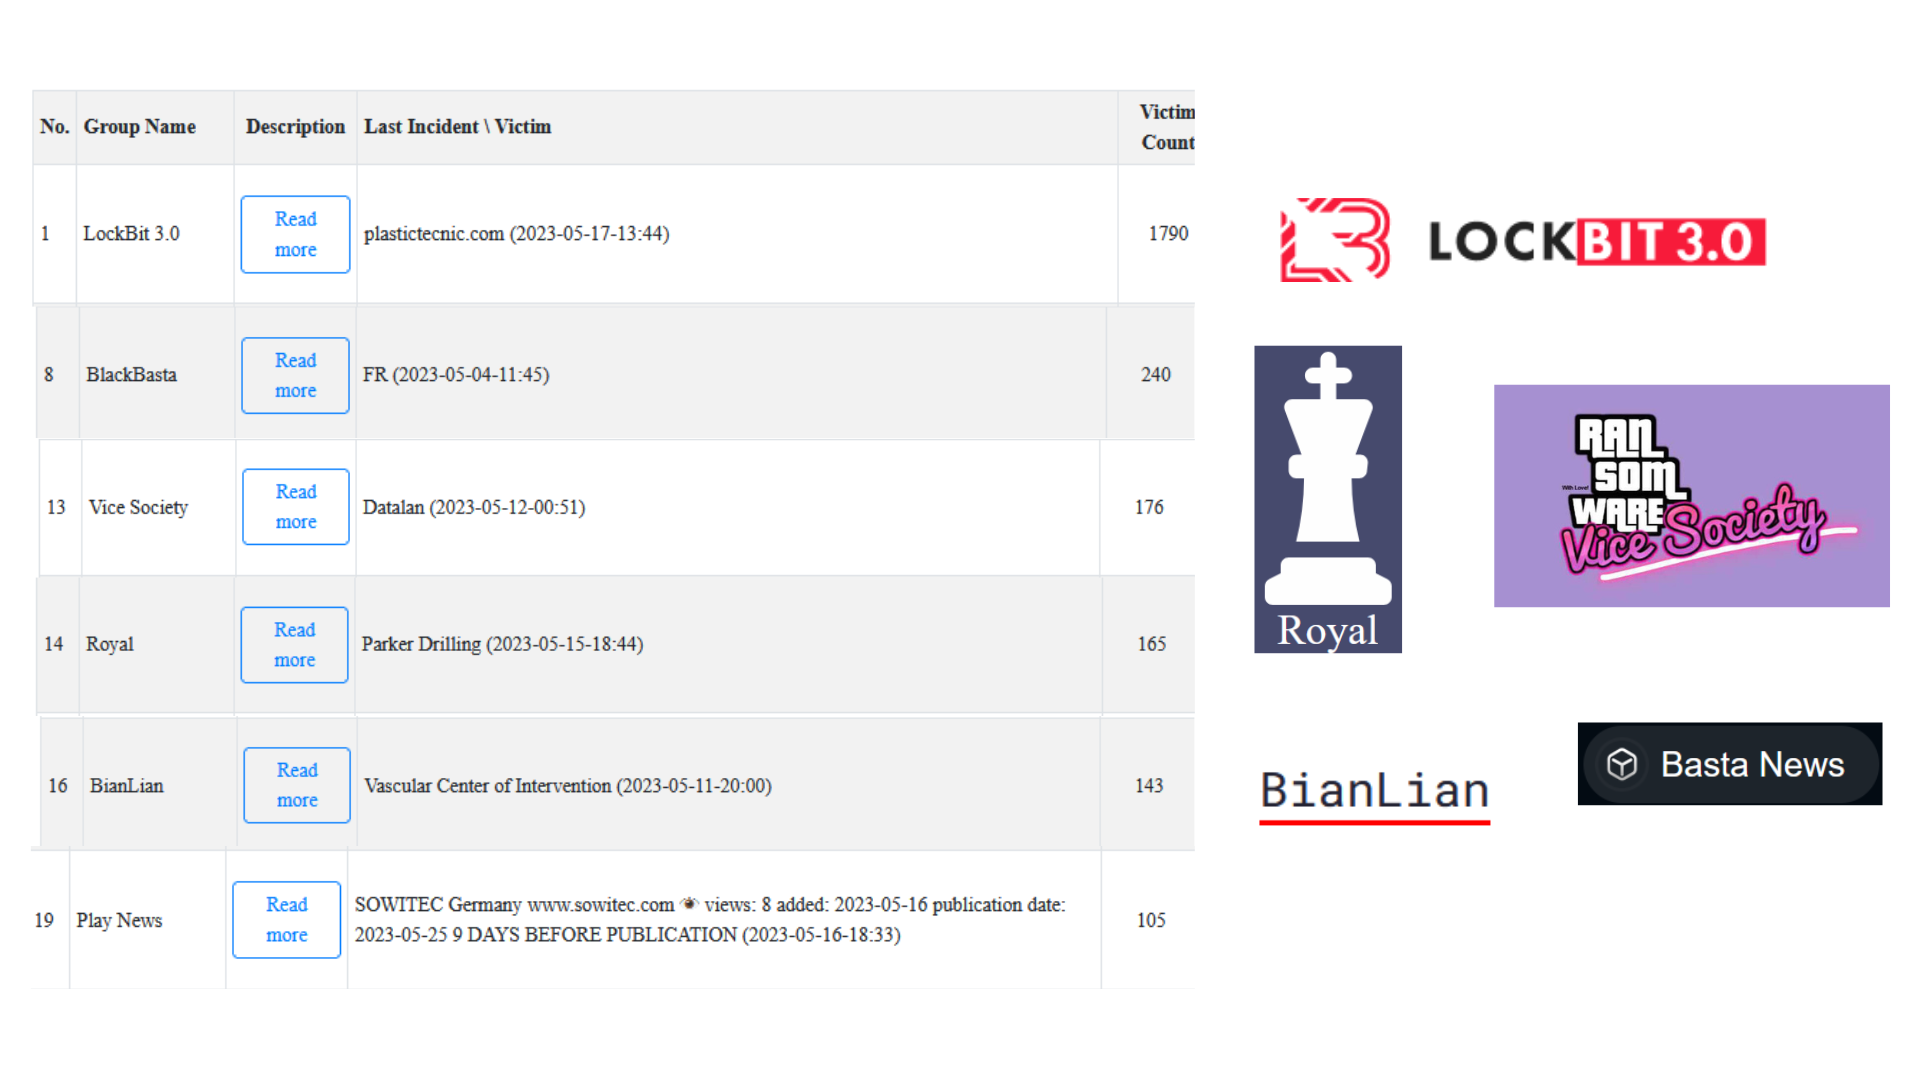 No. Group Name Description Last Incident \ Victim Victim
Count
1 LockBit 3.0 Read
more plastictecnic.com (2023-05-17-13:44) 1790
8 BlackBasta Read
more FR (2023-05-04-11:45) 240
13 Vice Society Read
more Datalan (2023-05-12-00:51) 176
14 Royal Read
more Parker Drilling (2023-05-15-18:44) 165
16 BianLian Read
more Vascular Center of Intervention (2023-05-11-20:00) 143
19 Play News Read
more SOWITEC Germany www.sowitec.com 👁 views: 8 added: 2023-05-16 publication date:
2023-05-25 9 DAYS BEFORE PUBLICATION (2023-05-16-18:33) 105
LOCKBIT 3.0
Royal
RAN
SOM
With Love!
WARE
Vice Society
BianLian
Basta News